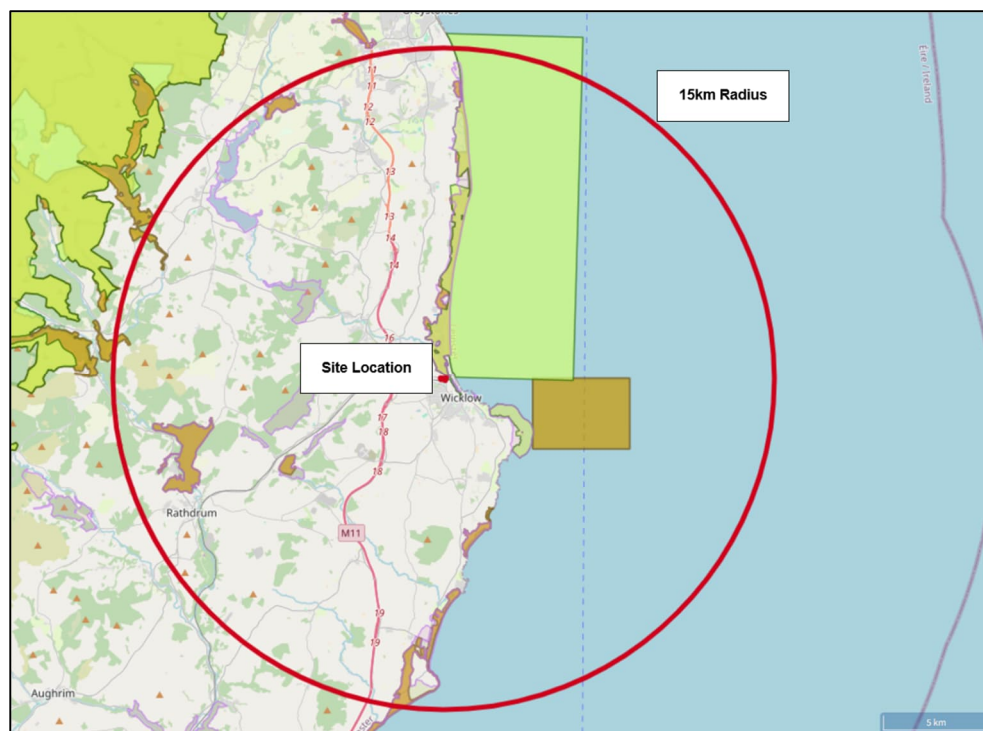 Greystones
11
11
12
12
Éire / Ireland
15km Radius
13
13
14
14
16
Site Location
Wicklow
17
18
18
Rathdrum
M11
19
19
Aughrim
5 km